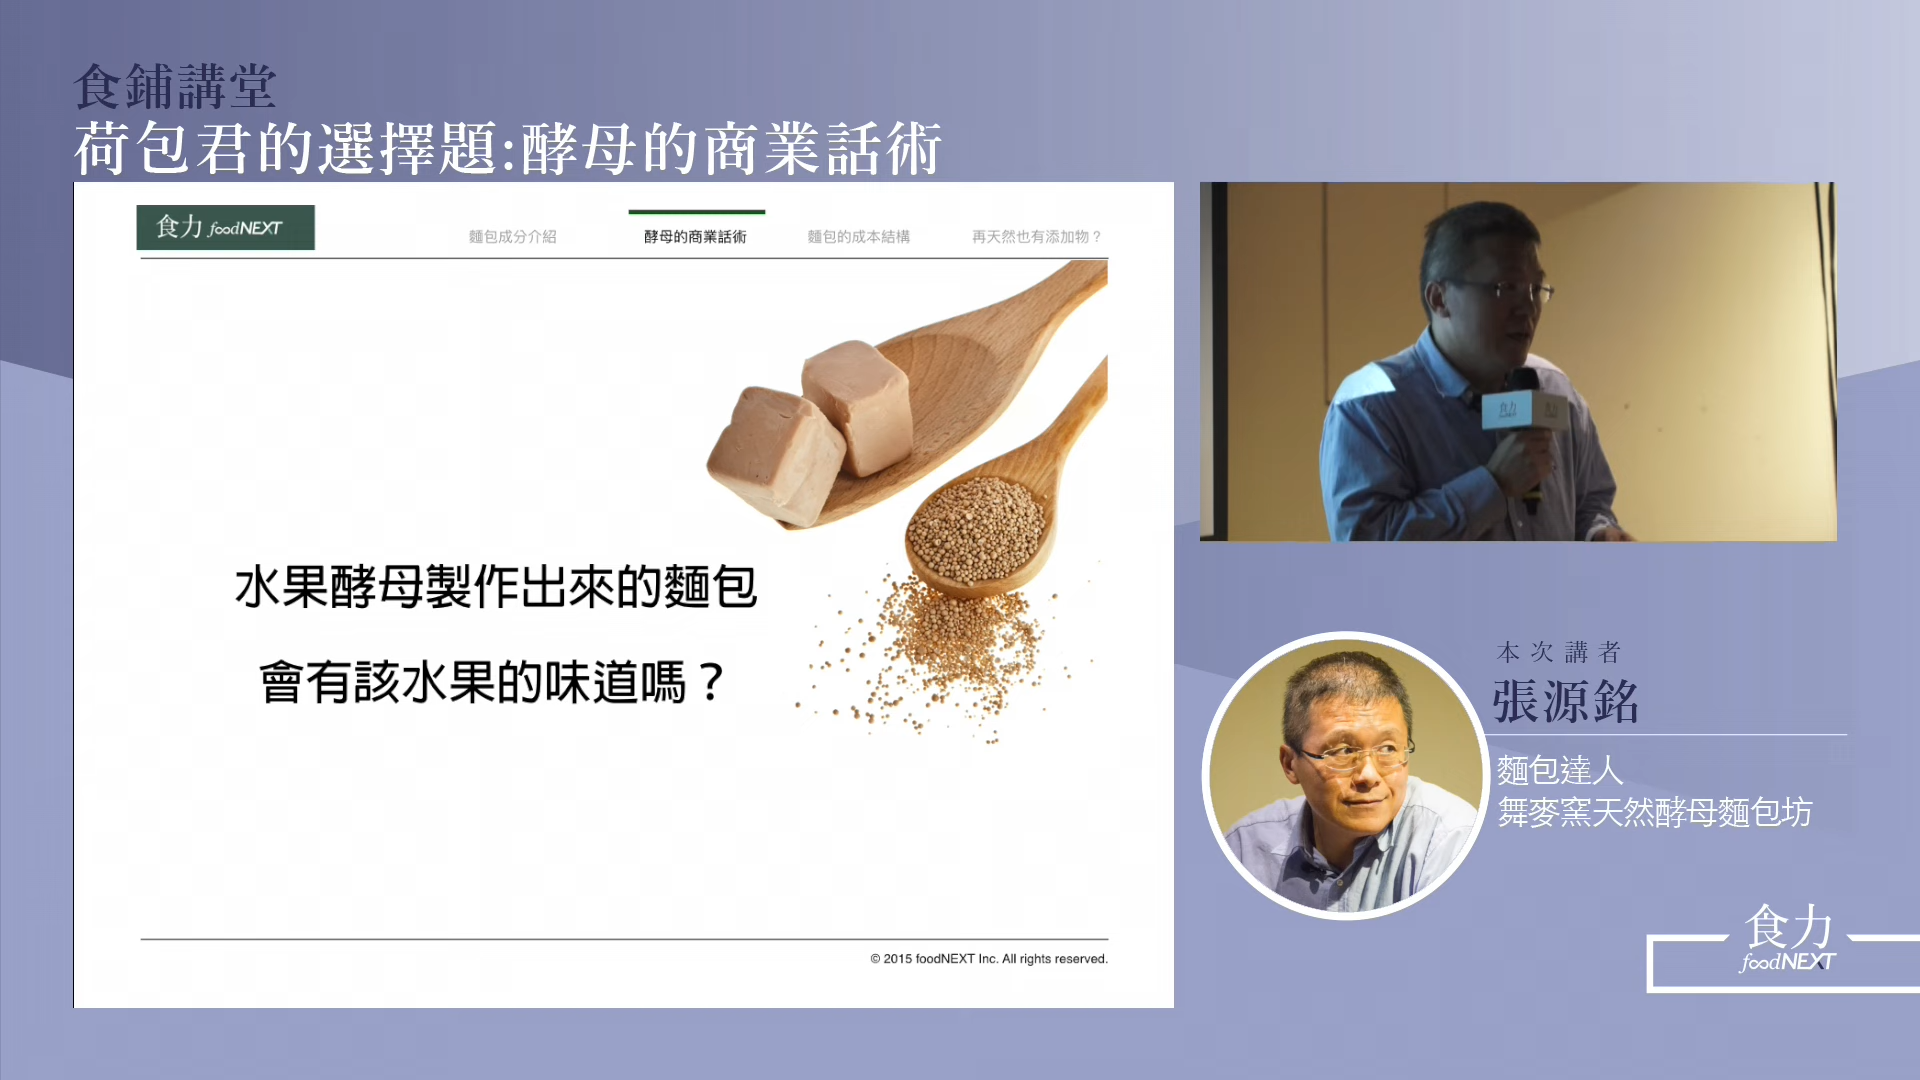 食鋪講堂
荷包君的選擇題:酵母的商業話術
食力 foodNEXT
麵包成分介紹
酵母的商業話術
麵包的成本結構
再天然也有添加物？
水果酵母製作出來的麵包
會有該水果的味道嗎？
© 2015 foodNEXT Inc. All rights reserved.
食力
食力
本次講者
張源銘
麵包達人
舞麥窯天然酵母麵包坊
食力
foodNEXT